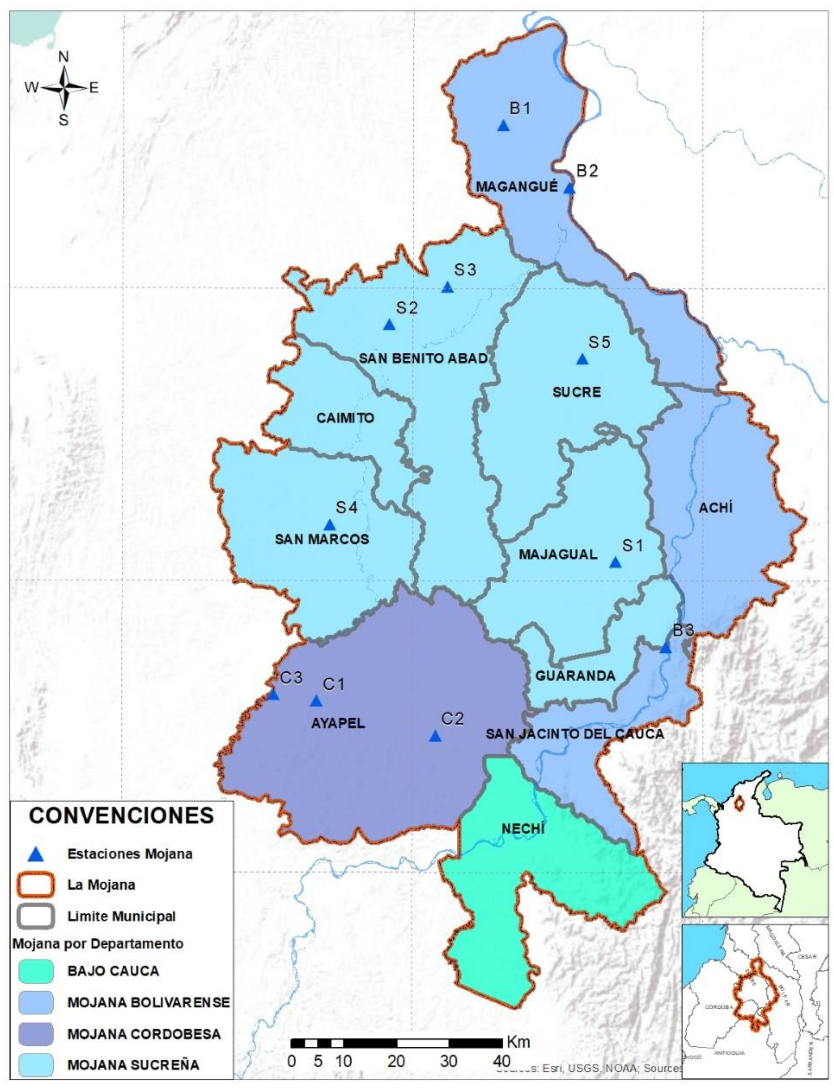 N
W E
S
B1
B2
MAGANGUÉ
S3
S2
SAN BENITO ABAD
S5
SUCRE
CAIMITO
S4
SAN MARCOS
ACHÍ
MAJAGUAL
S1
B3
GUARANDA
C3
C1
AYAPEL
C2
SAN JACINTO DEL CAUCA
NECHÍ
CONVENCIONES
Estaciones Mojana
La Mojana
Limite Municipal
Mojana por Departamento
BAJO CAUCA
MOJANA BOLIVARENSE
MOJANA CORDOBESA
MOJANA SUCREÑA
Km
0 5 10 20 30 40
Sources: Esri, USGS, NOAA; Sources
CESAR
CORDOBA
ANTIOQUIA